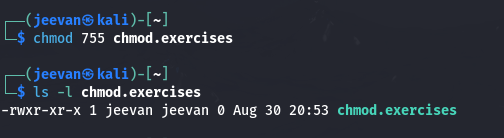 ┌──(jeevan㉿kali)-[~]
└─$ chmod 755 chmod.exercises
┌──(jeevan㉿kali)-[~]
└─$ ls -l chmod.exercises
-rwxr-xr-x 1 jeevan jeevan 0 Aug 30 20:53 chmod.exercises